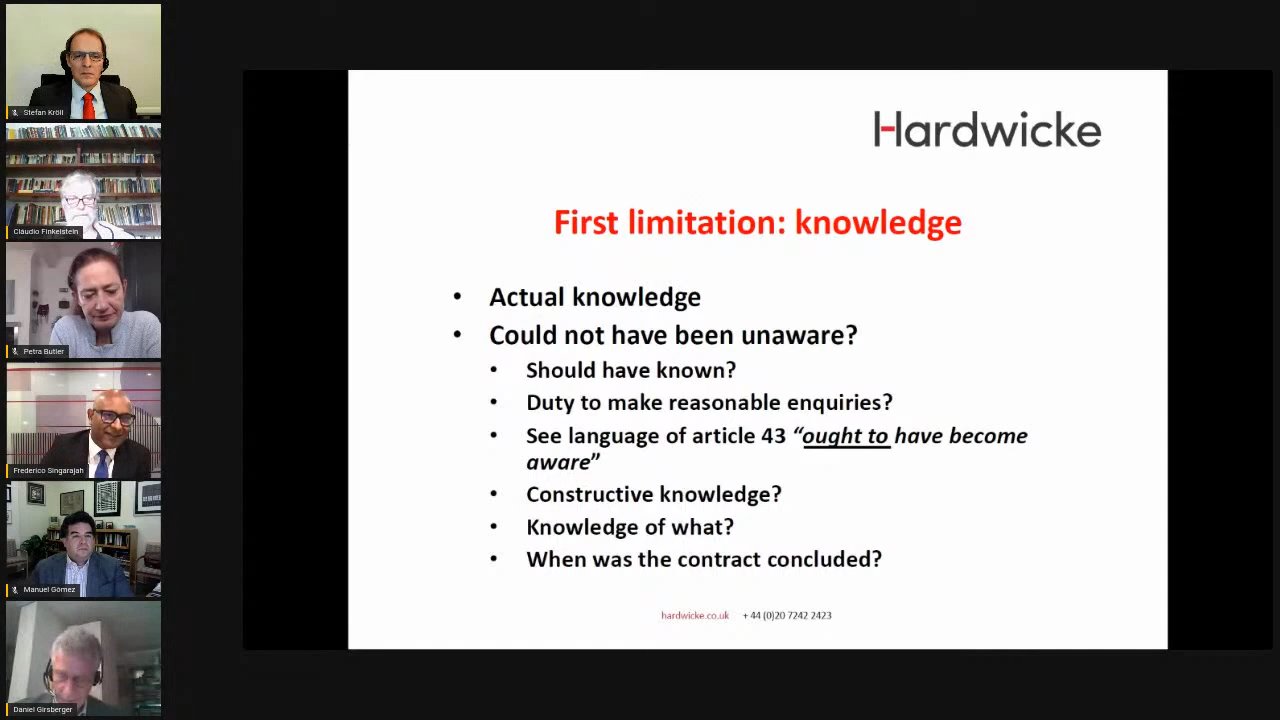 Stefan Kröll
Cláudio Finkelstein
Petra Butler
Frederico Singarajah
Manuel Gómez
Daniel Girsberger
Hardwicke
First limitation: knowledge
• Actual knowledge
• Could not have been unaware?
• Should have known?
• Duty to make reasonable enquiries?
• See language of article 43 “ought to have become
aware”
• Constructive knowledge?
• Knowledge of what?
• When was the contract concluded?
hardwicke.co.uk +44 (0)20 7242 2423